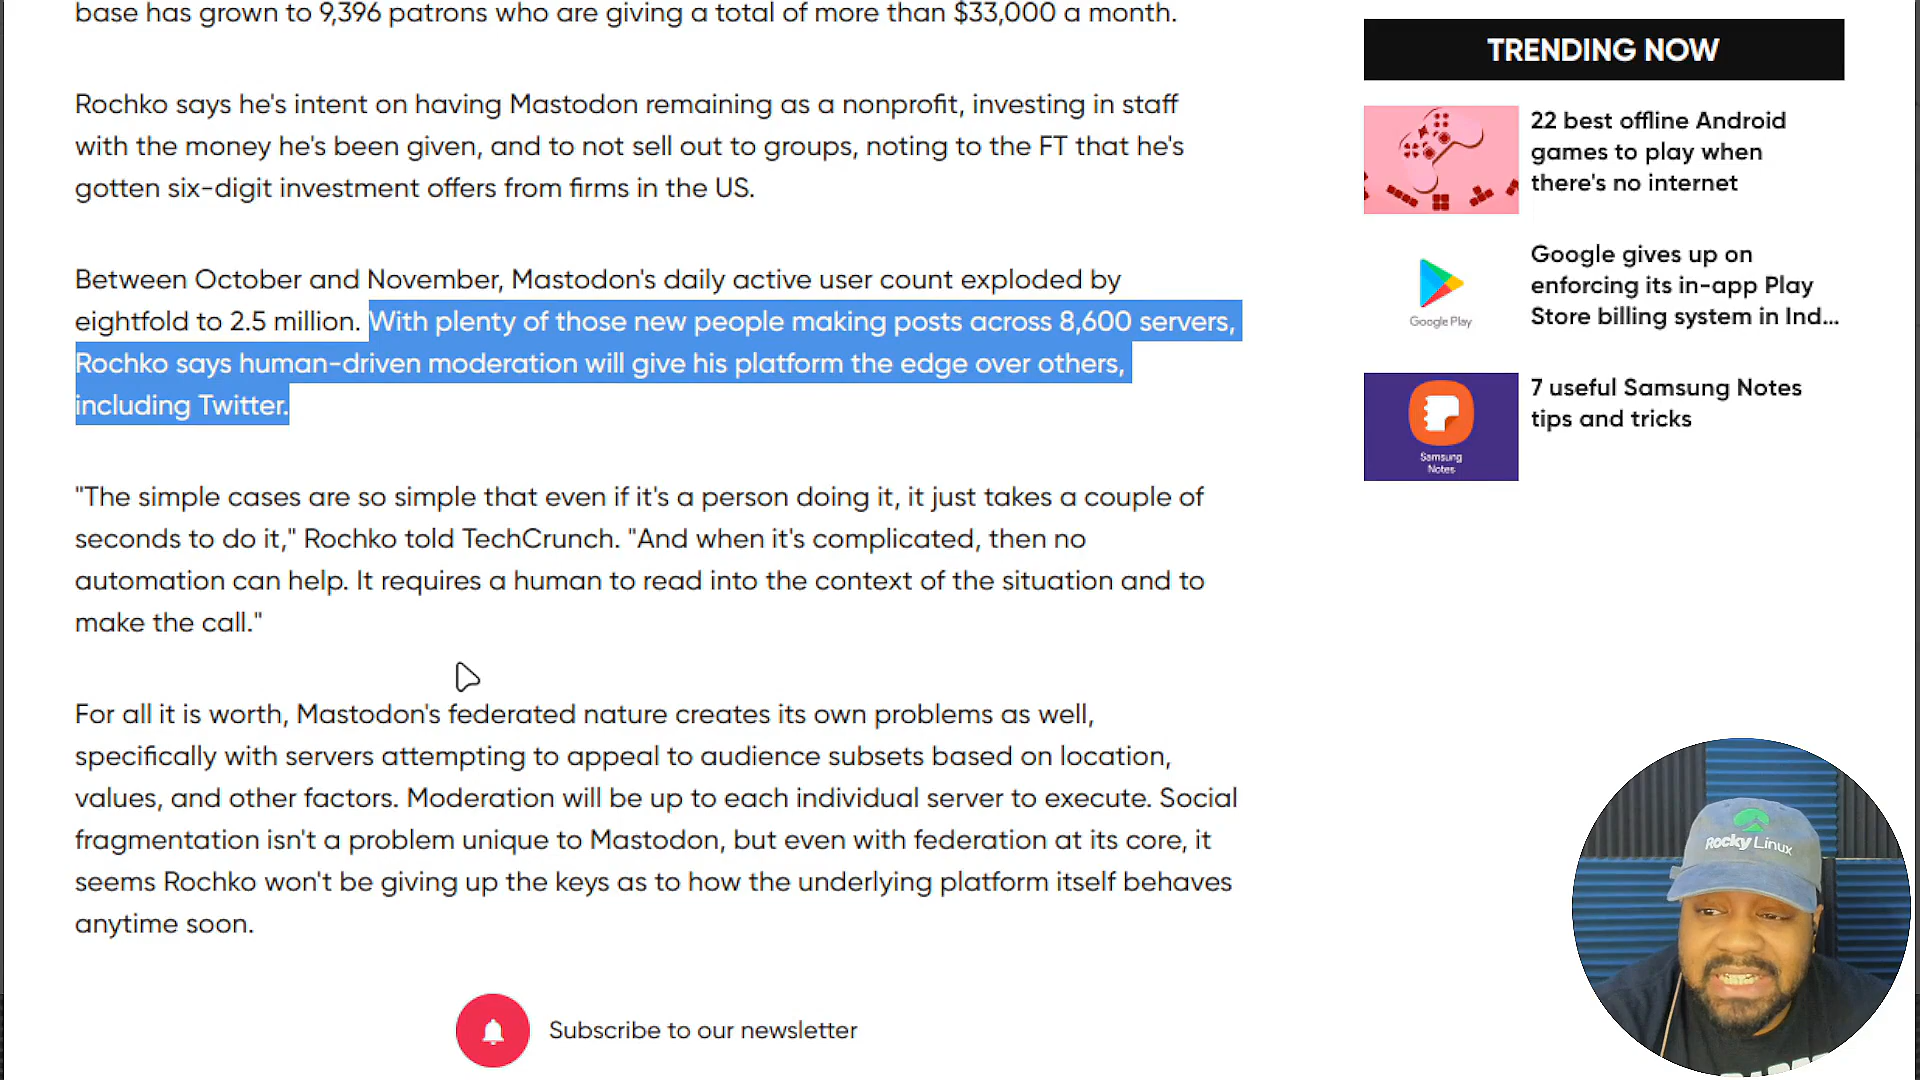 base has grown to 9,396 patrons who are giving a total of more than $33,000 a month.
Rochko says he's intent on having Mastodon remaining as a nonprofit, investing in staff
with the money he's been given, and to not sell out to groups, noting to the FT that he's
gotten six-digit investment offers from firms in the US.
Between October and November, Mastodon's daily active user count exploded by
eightfold to 2.5 million. With plenty of those new people making posts across 8,600 servers,
Rochko says human-driven moderation will give his platform the edge over others,
including Twitter.
"The simple cases are so simple that even if it's a person doing it, it just takes a couple of
seconds to do it," Rochko told TechCrunch. "And when it's complicated, then no
automation can help. It requires a human to read into the context of the situation and to
make the call."
For all it is worth, Mastodon's federated nature creates its own problems as well,
specifically with servers attempting to appeal to audience subsets based on location,
values, and other factors. Moderation will be up to each individual server to execute. Social
fragmentation isn't a problem unique to Mastodon, but even with federation at its core, it
seems Rochko won't be giving up the keys as to how the underlying platform itself behaves
anytime soon.
Subscribe to our newsletter
TRENDING NOW
22 best offline Android
games to play when
there's no internet
Google Play
Google gives up on
enforcing its in-app Play
Store billing system in Ind...
Samsung
Notes
7 useful Samsung Notes
tips and tricks
Rocky Linux